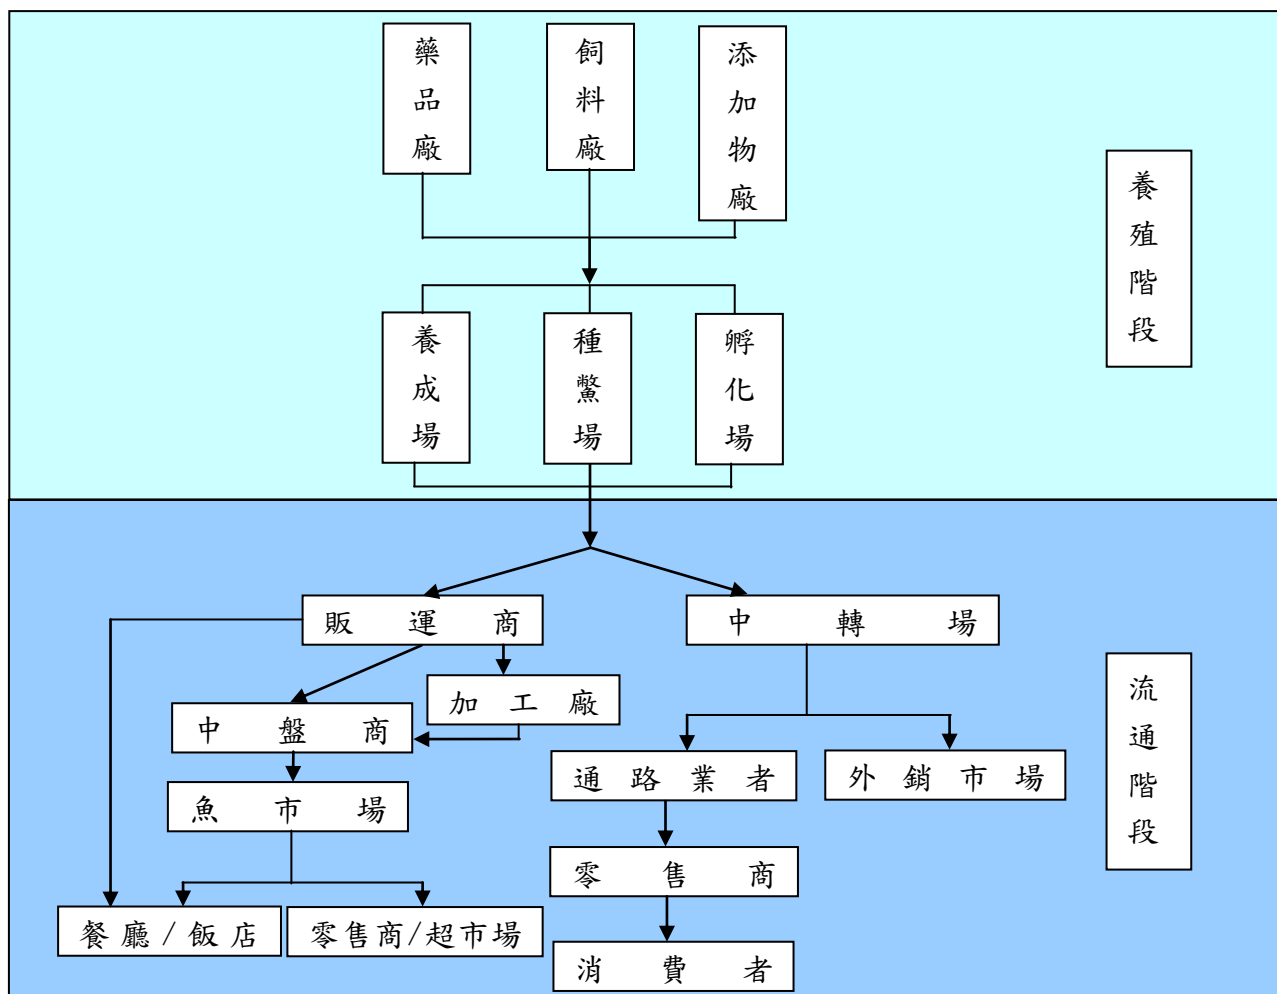 藥品廠
飼料廠
添加物廠
養殖階段
養成場
種鱉場
孵化場
販運商
中轉場
加工廠
中盤商
流通階段
通路業者
外銷市場
魚市場
零售商
餐廳/飯店
零售商/超市場
消費者